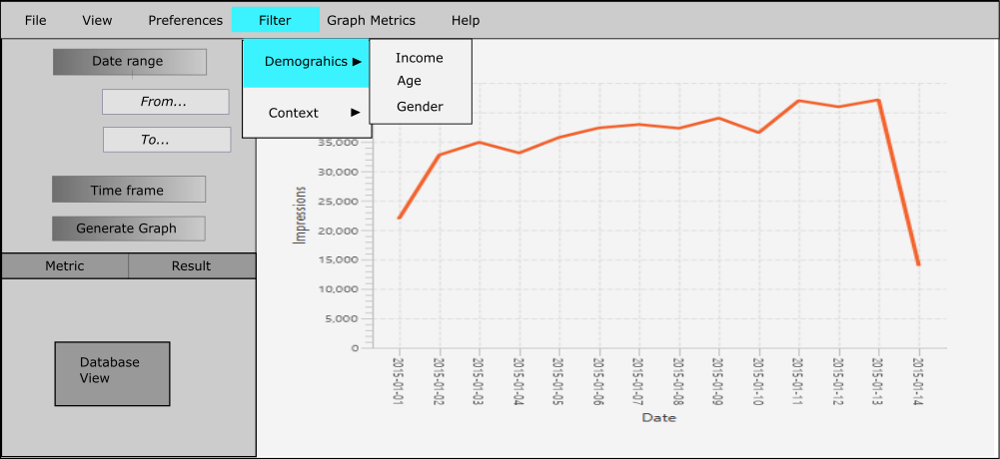 File View Preferences Filter Graph Metrics Help
Date range
From...
To...
Time frame
Generate Graph
Metric Result
Database
View
Demograhics
Context
Income
Age
Gender
35,000
30,000
25,000
20,000
15,000
10,000
5,000
0
Impressions
2015-01-01
2015-01-02
2015-01-03
2015-01-04
2015-01-05
2015-01-06
2015-01-07
2015-01-08
2015-01-09
2015-01-10
2015-01-11
2015-01-12
2015-01-13
2015-01-14
Date